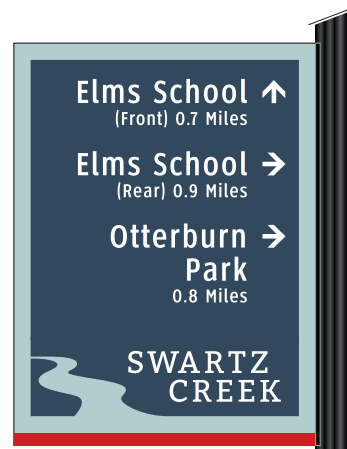 Elms School ↑
(Front) 0.7 Miles
Elms School →
(Rear) 0.9 Miles
Otterburn →
Park
0.8 Miles
SWARTZ
CREEK